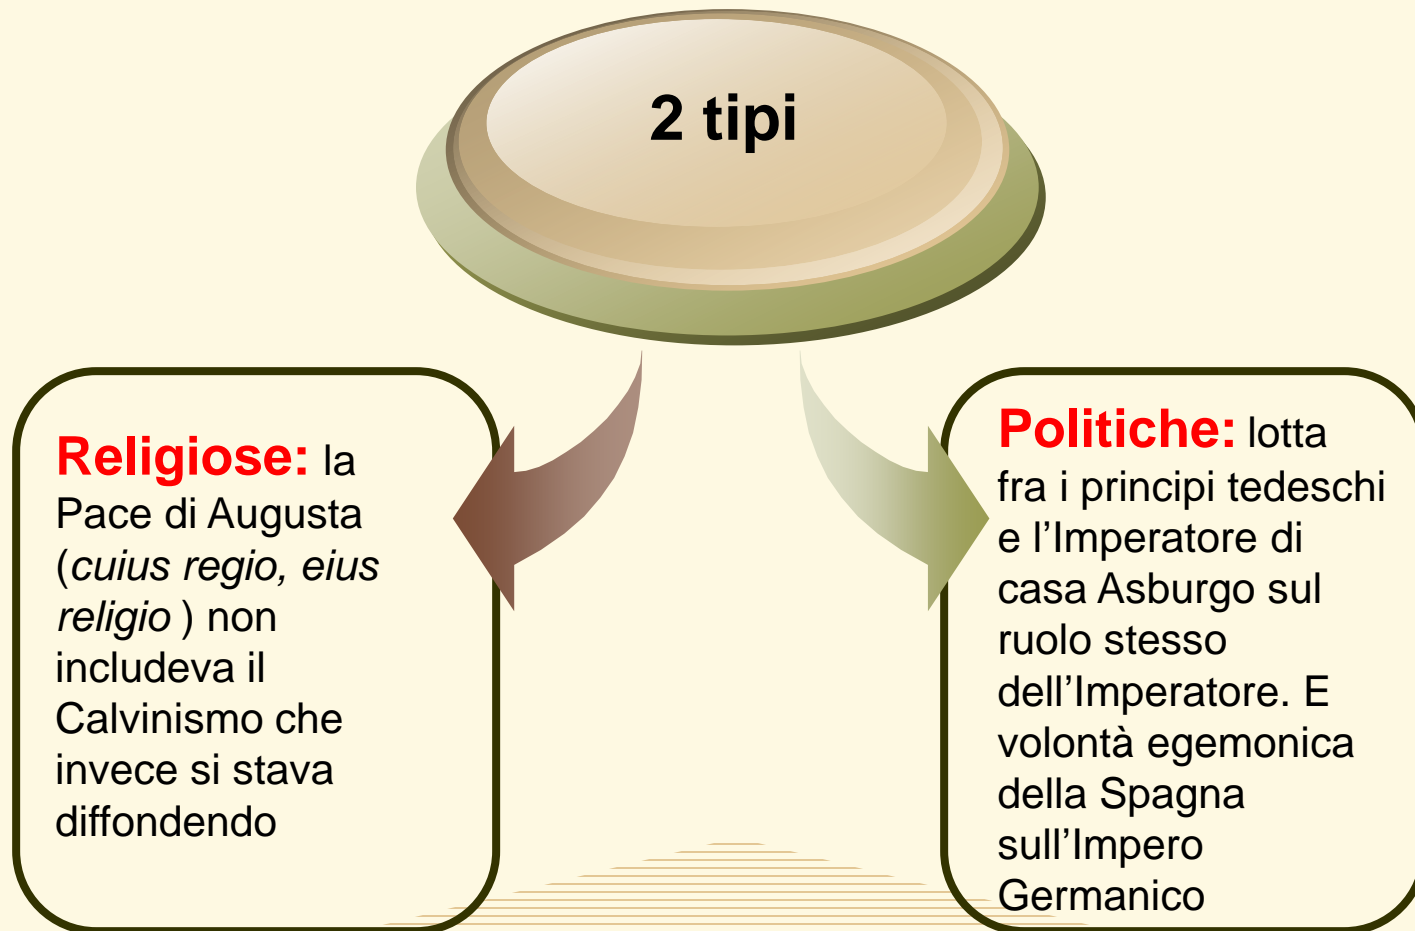 2 tipi
Religiose: la
Pace di Augusta
(cuius regio, eius
religio ) non
includeva il
Calvinismo che
invece si stava
diffondendo
Politiche: lotta
fra i principi tedeschi
e l’Imperatore di
casa Asburgo sul
ruolo stesso
dell’Imperatore. E
volontà egemonica
della Spagna
sull’Impero
Germanico